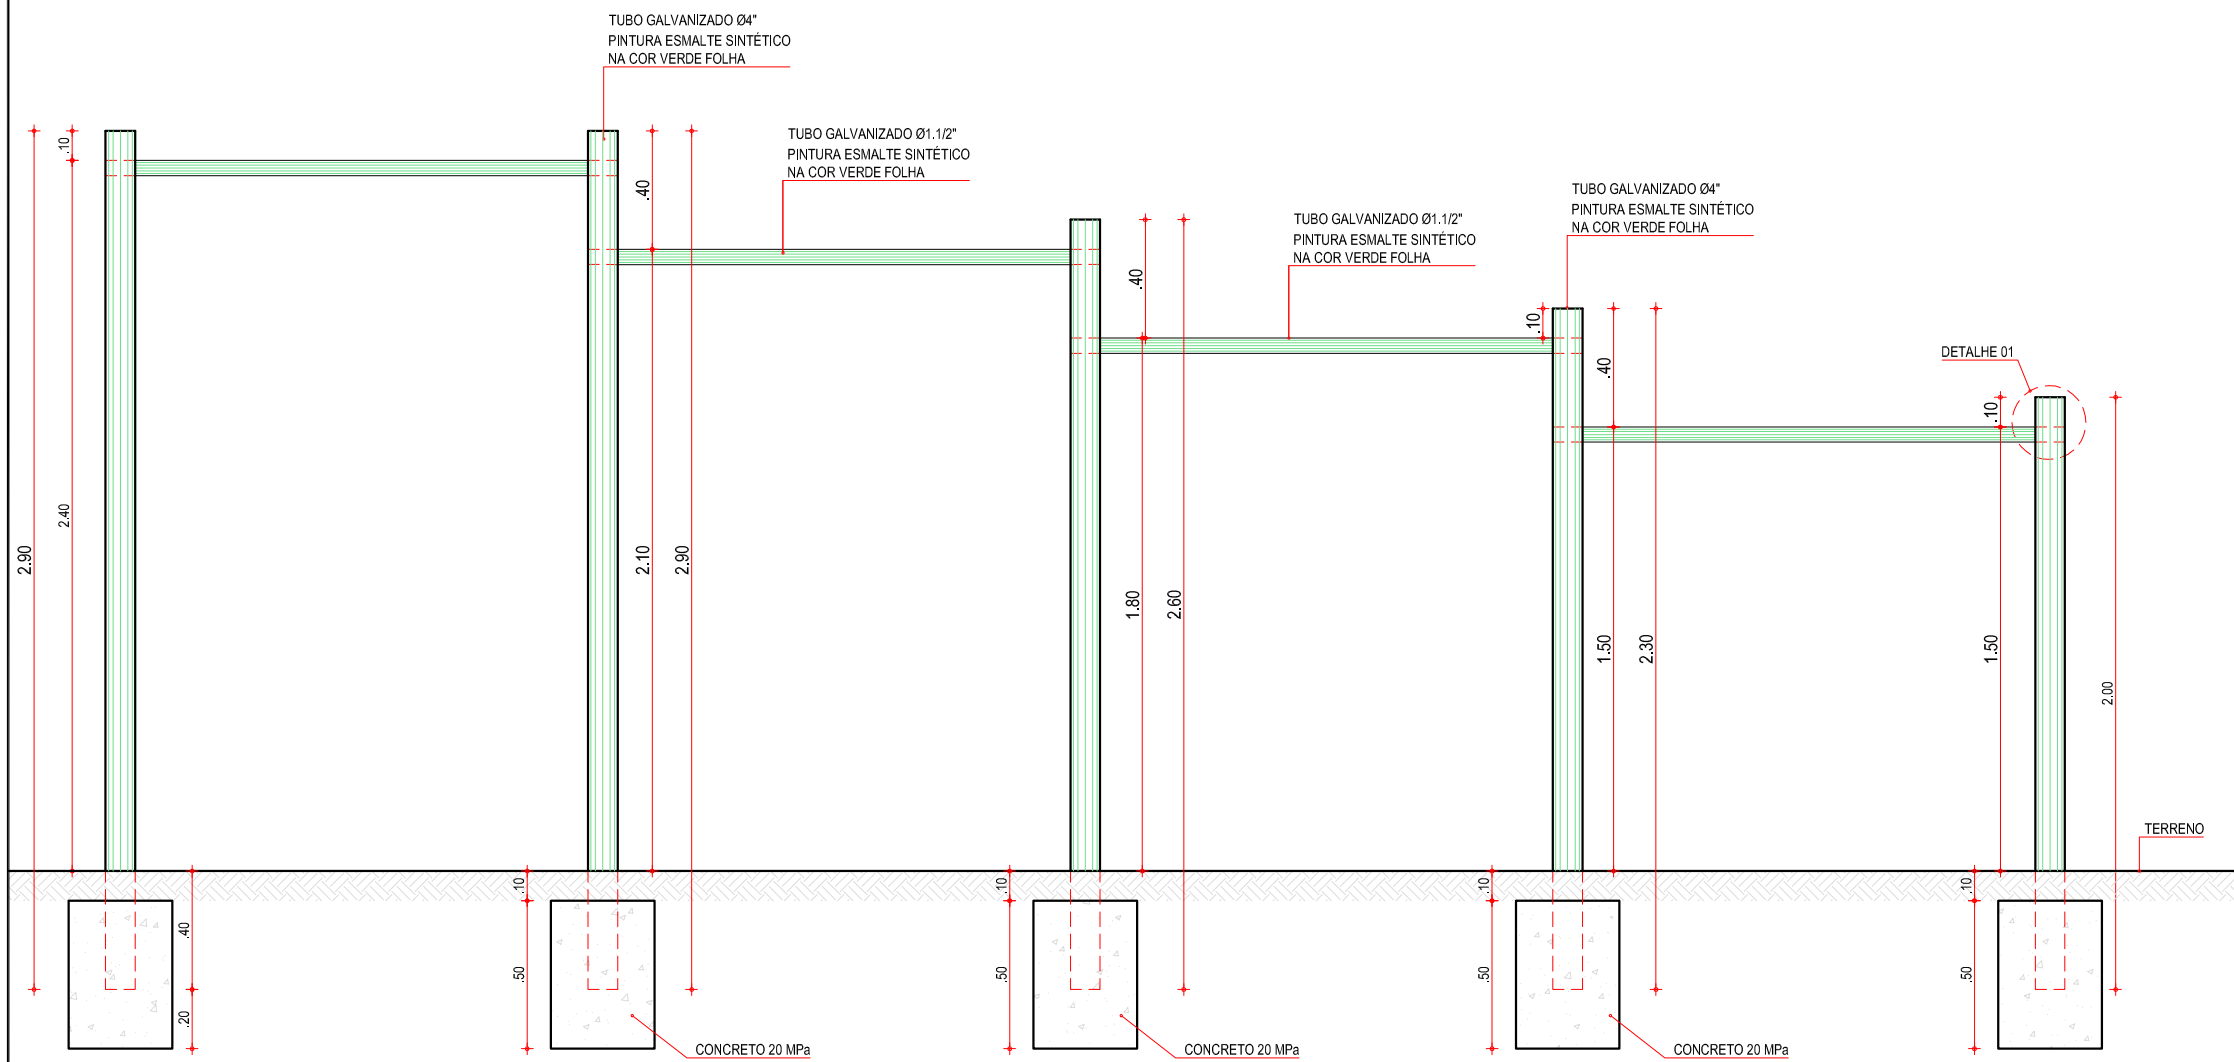 TUBO GALVANIZADO Ø4"
PINTURA ESMALTE SINTÉTICO
NA COR VERDE FOLHA
TUBO GALVANIZADO Ø1.1/2"
PINTURA ESMALTE SINTÉTICO
NA COR VERDE FOLHA
TUBO GALVANIZADO Ø4"
PINTURA ESMALTE SINTÉTICO
NA COR VERDE FOLHA
TUBO GALVANIZADO Ø1.1/2"
PINTURA ESMALTE SINTÉTICO
NA COR VERDE FOLHA
DETALHE 01
.10
.40
.40
.10
.40
.10
2.40
2.90
2.10
2.90
1.80
2.60
1.50
2.30
1.50
2.00
TERRENO
.10
.10
.10
.10
.40
.50
.50
.50
.50
.20
CONCRETO 20 MPa
CONCRETO 20 MPa
CONCRETO 20 MPa